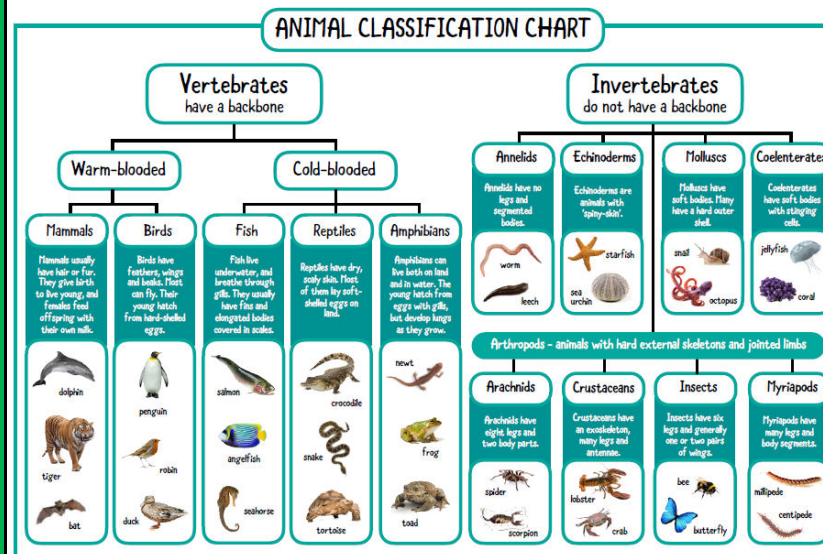 ANIMAL CLASSIFICATION CHART
Vertebrates
have a backbone
Invertebrates
do not have a backbone
Warm-blooded
Cold-blooded
Mammals
Mammals usually
have hair or fur.
They give birth
to live young, and
females feed
offspring with
their own milk.
dolphin
tiger
bat
Birds
Birds have
feathers, wings
and beaks. Most
can fly. Their
young hatch
from hard-shelled
eggs.
penguin
robin
duck
Fish
Fish live
underwater, and
breathe through
gills. They usually
have fins and
elongated bodies
covered in scales.
salmon
angelfish
seahorse
Reptiles
Reptiles have dry,
scaly skin. Most
of them lay soft-
shelled eggs on
land.
crocodile
snake
tortoise
Amphibians
Amphibians can
live both on land
and in water. The
young hatch from
eggs with gills,
but develop lungs
as they grow.
newt
frog
toad
Annelids
Annelids have no
legs and
segmented
bodies.
worm
leech
Echinoderms
Echinoderms are
animals with
'spiny-skin'.
starfish
sea
urchin
Molluscs
Molluscs have
soft bodies. Many
have a hard outer
shell.
snail
octopus
Coelenterates
Coelenterates
have soft bodies
with stinging
cells.
jellyfish
coral
Arthropods - animals with hard external skeletons and jointed limbs
Arachnids
Arachnids have
eight legs and
two body parts.
spider
scorpion
Crustaceans
Crustaceans have
an exoskeleton,
many legs and
antennae.
lobster
crab
Insects
Insects have six
legs and generally
one or two pairs
of wings.
bee
butterfly
Myriapods
Myriapods have
many legs and
body segments.
millipede
centipede